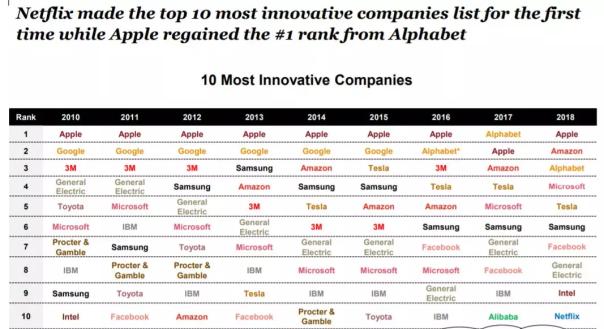 Netflix made the top 10 most innovative companies list for the first
time while Apple regained the #1 rank from Alphabet
10 Most Innovative Companies
Rank 2010 2011 2012 2013 2014 2015 2016 2017 2018
1 Apple Apple Apple Apple Apple Apple Apple Alphabet Apple
2 Google Google Google Google Google Google Alphabet* Apple Amazon
3 3M 3M 3M Samsung Amazon Tesla 3M Amazon Alphabet
4 General Electric General Electric Samsung Amazon Samsung Samsung Tesla Tesla Microsoft
5 Toyota Microsoft General Electric 3M Tesla Amazon Amazon Microsoft Tesla
6 Microsoft IBM Microsoft General Electric 3M 3M Samsung Samsung Samsung
7 Procter & Gamble Samsung Toyota Microsoft General Electric General Electric Facebook General Electric Facebook
8 IBM Procter & Gamble Procter & Gamble IBM Microsoft Microsoft Microsoft Facebook General Electric
9 Samsung Toyota IBM Tesla IBM IBM General Electric IBM Intel
10 Intel Facebook Amazon Facebook Procter & Gamble Toyota IBM Alibaba Netflix